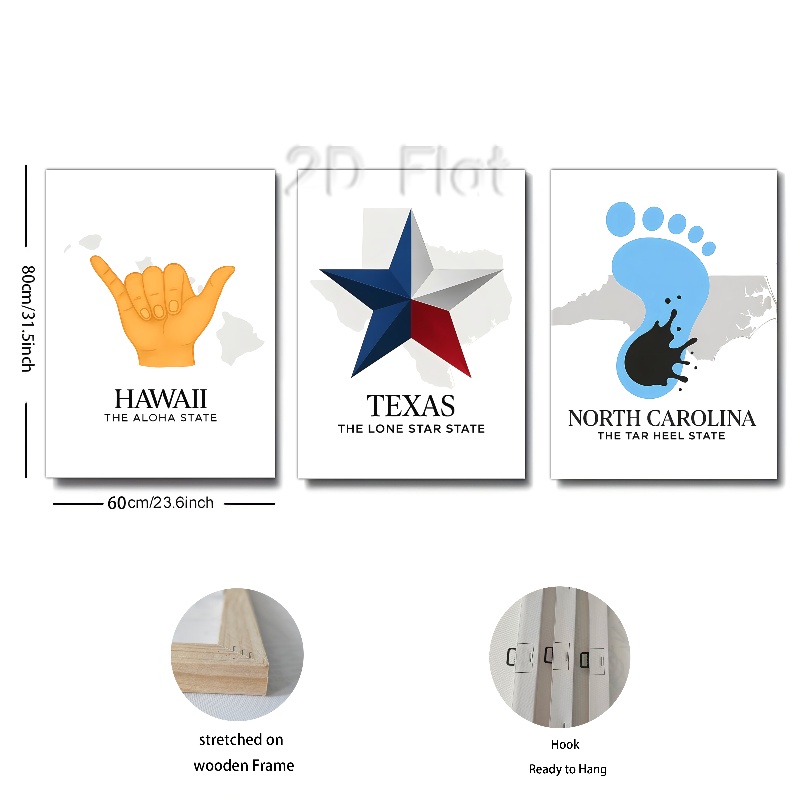 2D Flat
80cm/31.5inch
HAWAII
THE ALOHA STATE
TEXAS
THE LONE STAR STATE
NORTH CAROLINA
THE TAR HEEL STATE
60cm/23.6inch
stretched on
wooden Frame
Hook
Ready to Hang